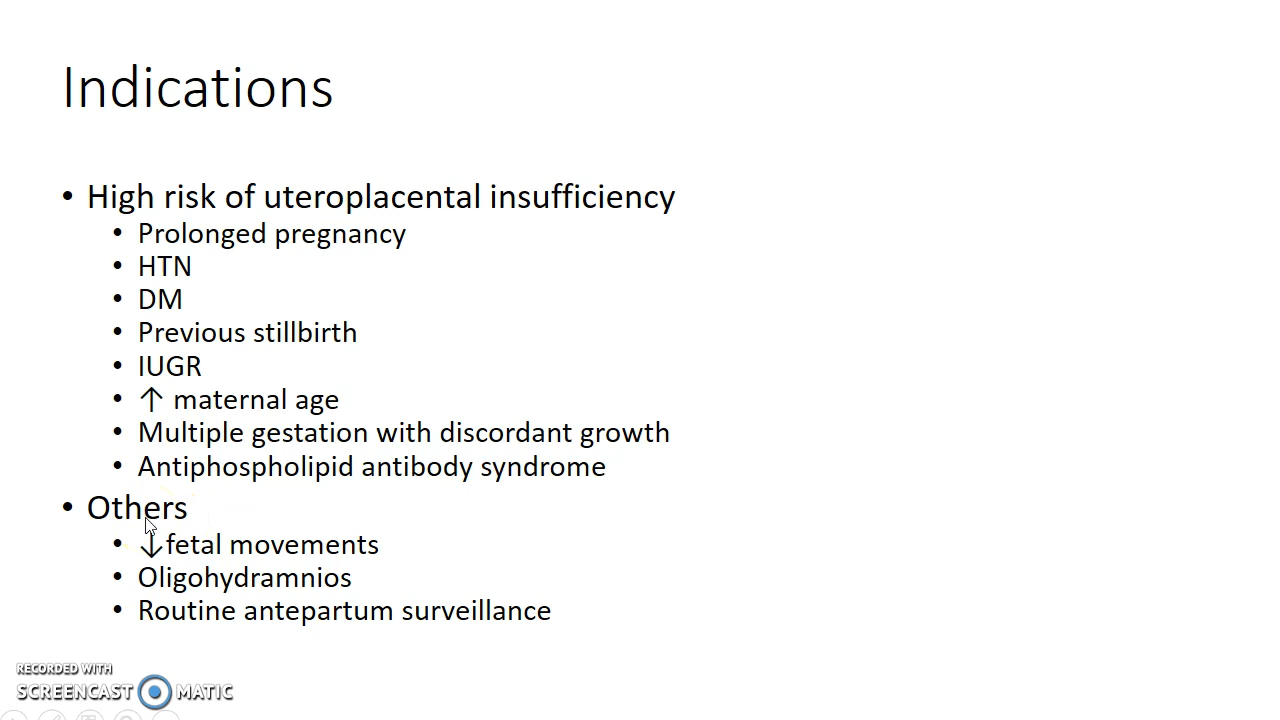 Indications
• High risk of uteroplacental insufficiency
• Prolonged pregnancy
• HTN
• DM
• Previous stillbirth
• IUGR
• ↑ maternal age
• Multiple gestation with discordant growth
• Antiphospholipid antibody syndrome
• Others
• ↓fetal movements
• Oligohydramnios
• Routine antepartum surveillance
RECORDED WITH
SCREENCAST MATIC